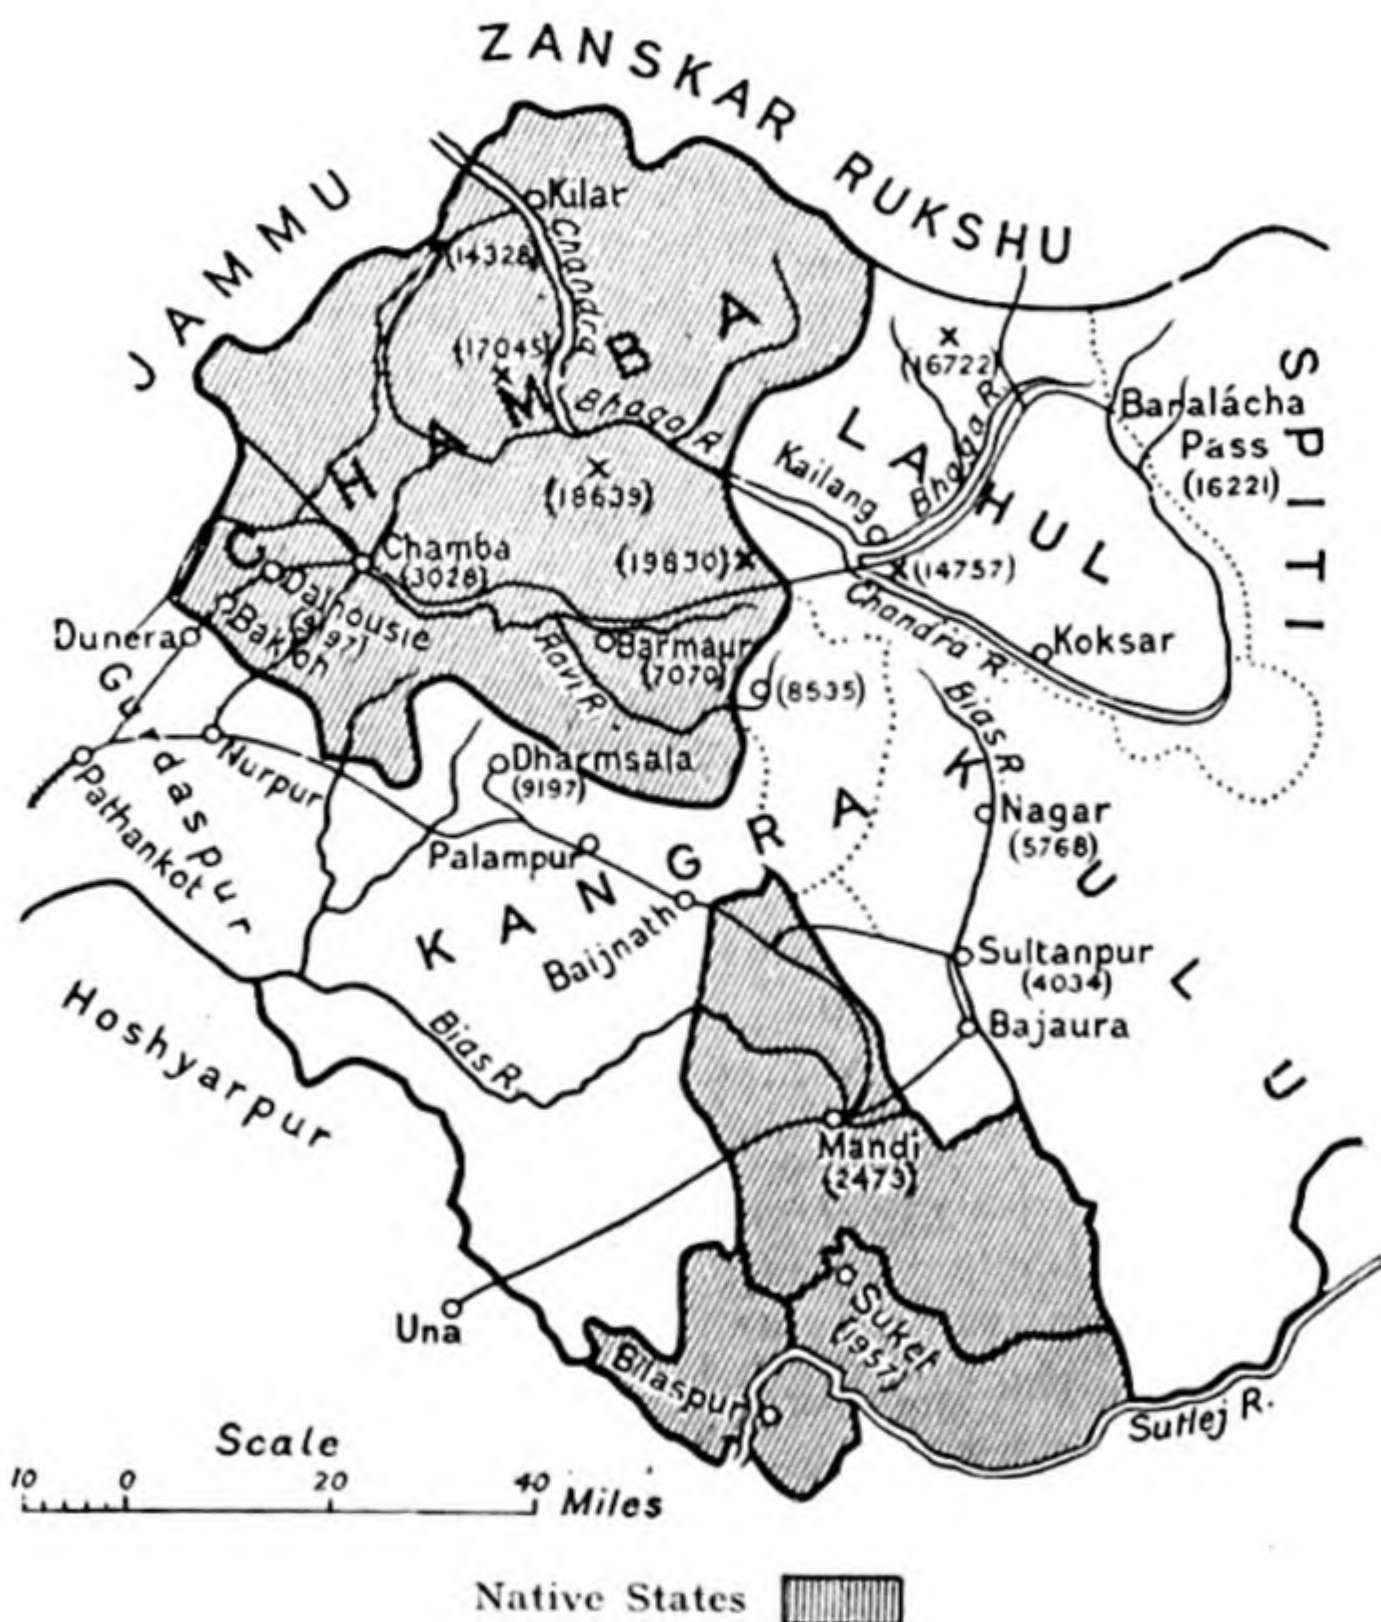 ZANSKAR
RUKSHU
JAMMU
Kilar
(14328)
Chandra
(17045)
CHAMBA
Bhaga R.
(16722)
Bhaga R.
LAHUL
Baralácha
Pass
(16221)
SPITI
Kailang
(18639)
(19830)
(14757)
Chandra R.
Koksar
Chamba
(3028)
Dalhousie
Bakloh
Dunera
Barmaur
(7070)
Ravi R.
(8535)
Bias R.
Gurdaspur
Nurpur
Pathankot
Dharmsala
(9197)
Palampur
KANGRA
Baijnath
Nagar
(5768)
KULU
Sultanpur
(4034)
Bajaura
Bias R.
Hoshyarpur
Mandi
(2473)
Una
Suket
(1957)
Bilaspur
Sutlej R.
Scale
10 0 20 40
Miles
Native States